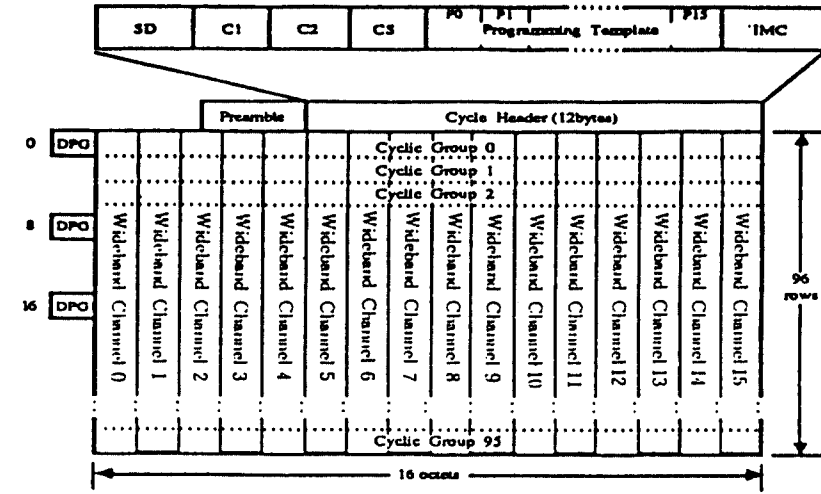 P0 P1 P15
SD C1 C2 C3 Programming Template IMC
Preamble Cycle Header (12bytes)
0 DPG Cyclic Group 0
Cyclic Group 1
Cyclic Group 2
8 DPG
16 DPG
Wideband Channel 0
Wideband Channel 1
Wideband Channel 2
Wideband Channel 3
Wideband Channel 4
Wideband Channel 5
Wideband Channel 6
Wideband Channel 7
Wideband Channel 8
Wideband Channel 9
Wideband Channel 10
Wideband Channel 11
Wideband Channel 12
Wideband Channel 13
Wideband Channel 14
Wideband Channel 15
96
rows
Cyclic Group 95
16 octets